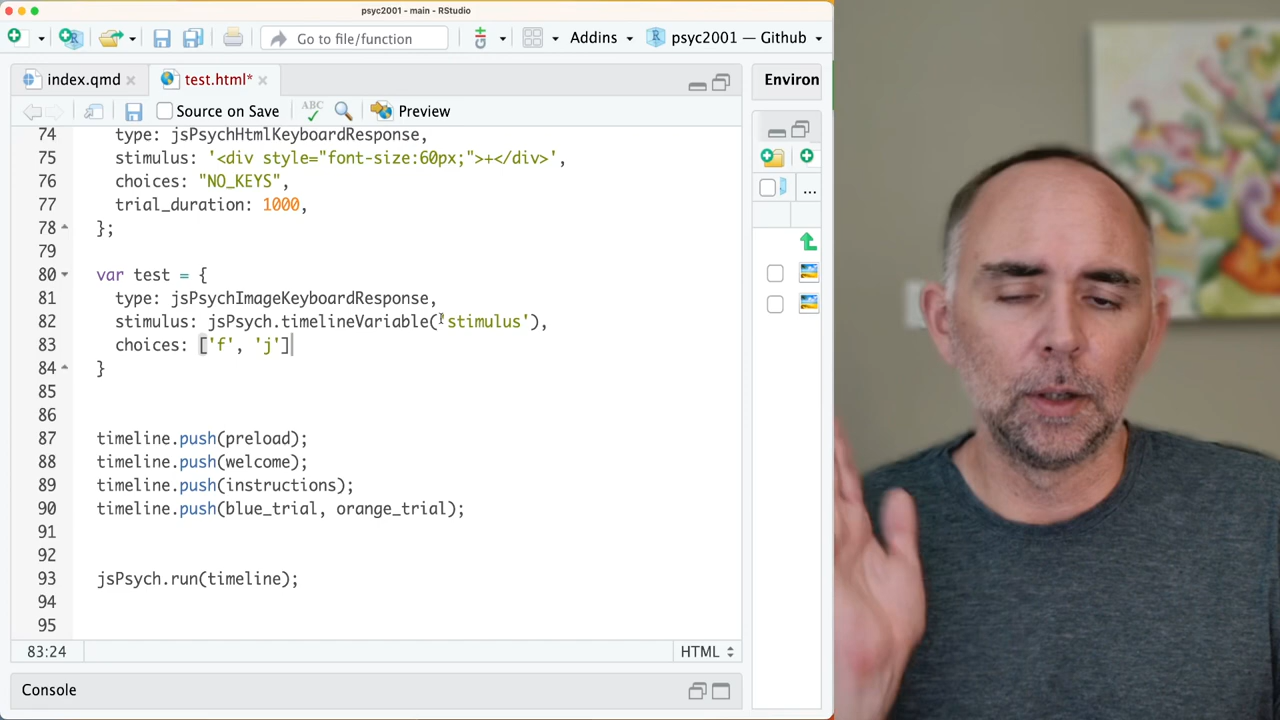 psyc2001 - main - RStudio
Go to file/function
Addins
psyc2001 — Github
index.qmd
test.html*
Environ
Source on Save
ABC
Preview
74 type: jsPsychHtmlKeyboardResponse,
75 stimulus: '<div style="font-size:60px;">+</div>',
76 choices: "NO_KEYS",
77 trial_duration: 1000,
78 };
79
80 var test = {
81 type: jsPsychImageKeyboardResponse,
82 stimulus: jsPsych.timelineVariable('stimulus'),
83 choices: ['f', 'j']
84 }
85
86
87 timeline.push(preload);
88 timeline.push(welcome);
89 timeline.push(instructions);
90 timeline.push(blue_trial, orange_trial);
91
92
93 jsPsych.run(timeline);
94
95
...
83:24
HTML
Console